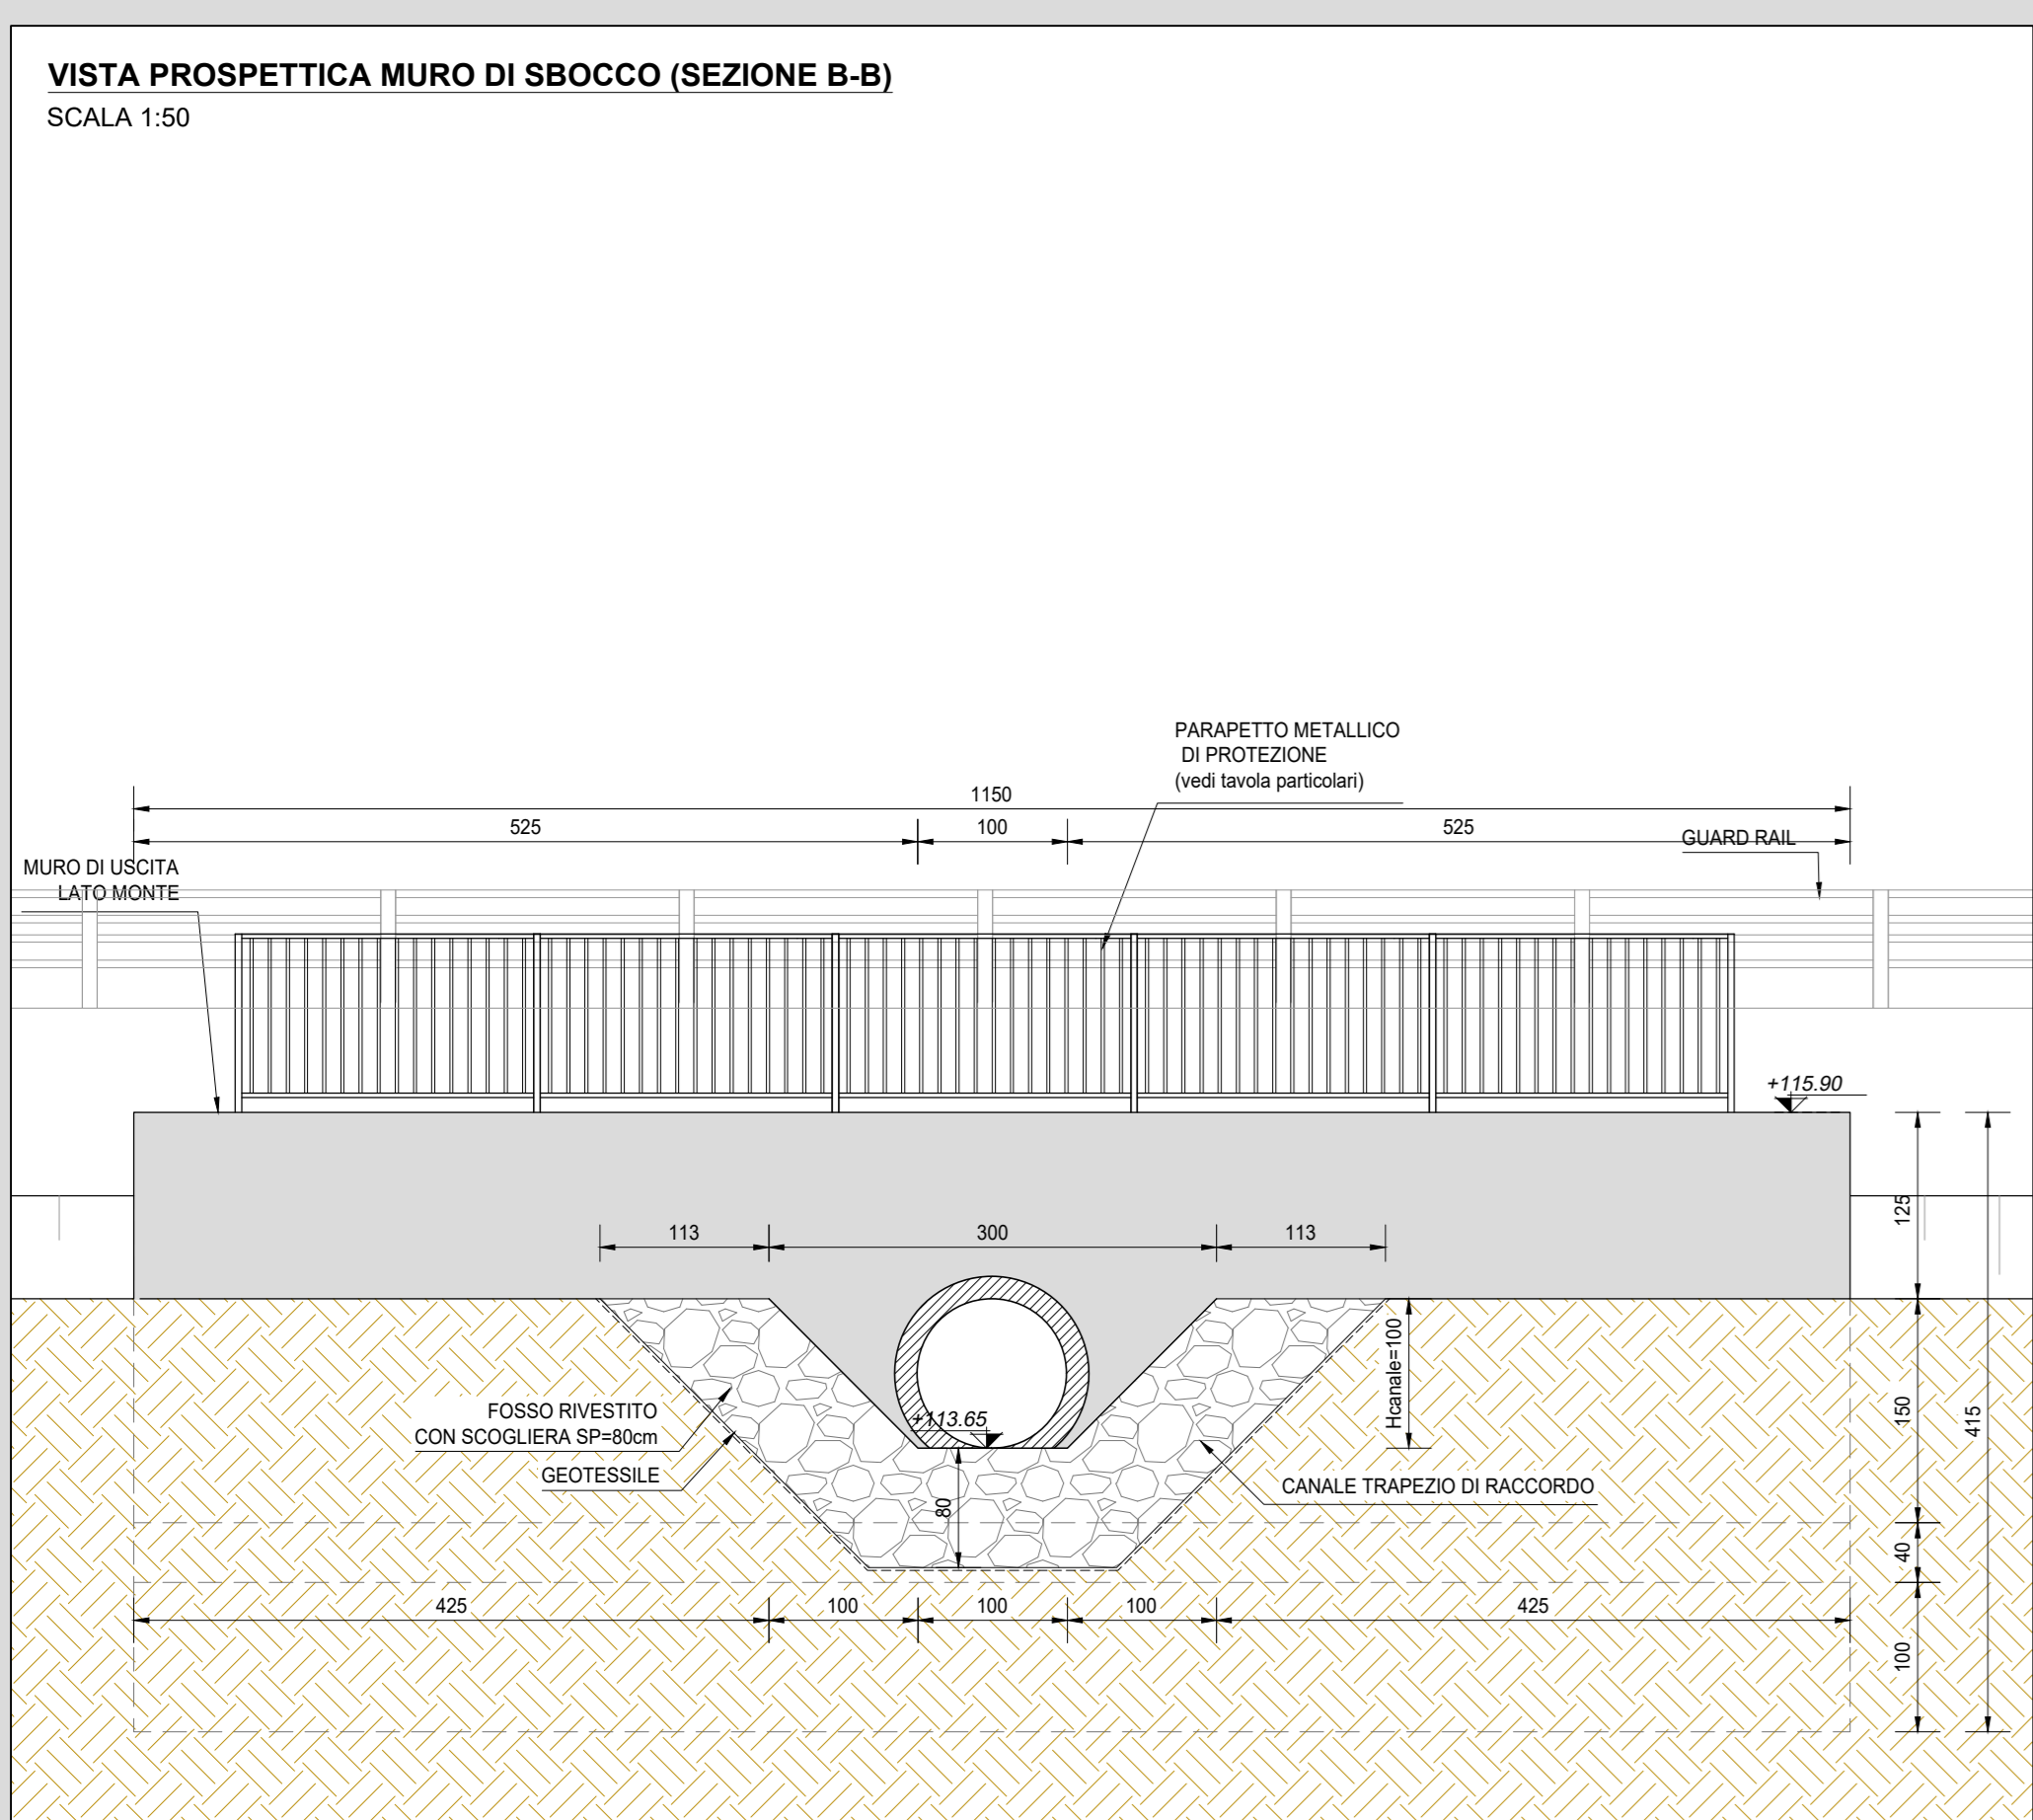 VISTA PROSPETTICA MURO DI SBOCCO (SEZIONE B-B)
SCALA 1:50
PARAPETTO METALLICO
DI PROTEZIONE
(vedi tavola particolari)
1150
525
100
525
GUARD RAIL
MURO DI USCITA
LATO MONTE
+115.90
125
415
113
300
113
Hcanale=100
150
FOSSO RIVESTITO
CON SCOGLIERA SP=80cm
GEOTESSILE
+113.65
CANALE TRAPEZIO DI RACCORDO
80
40
425
100
100
100
425
100